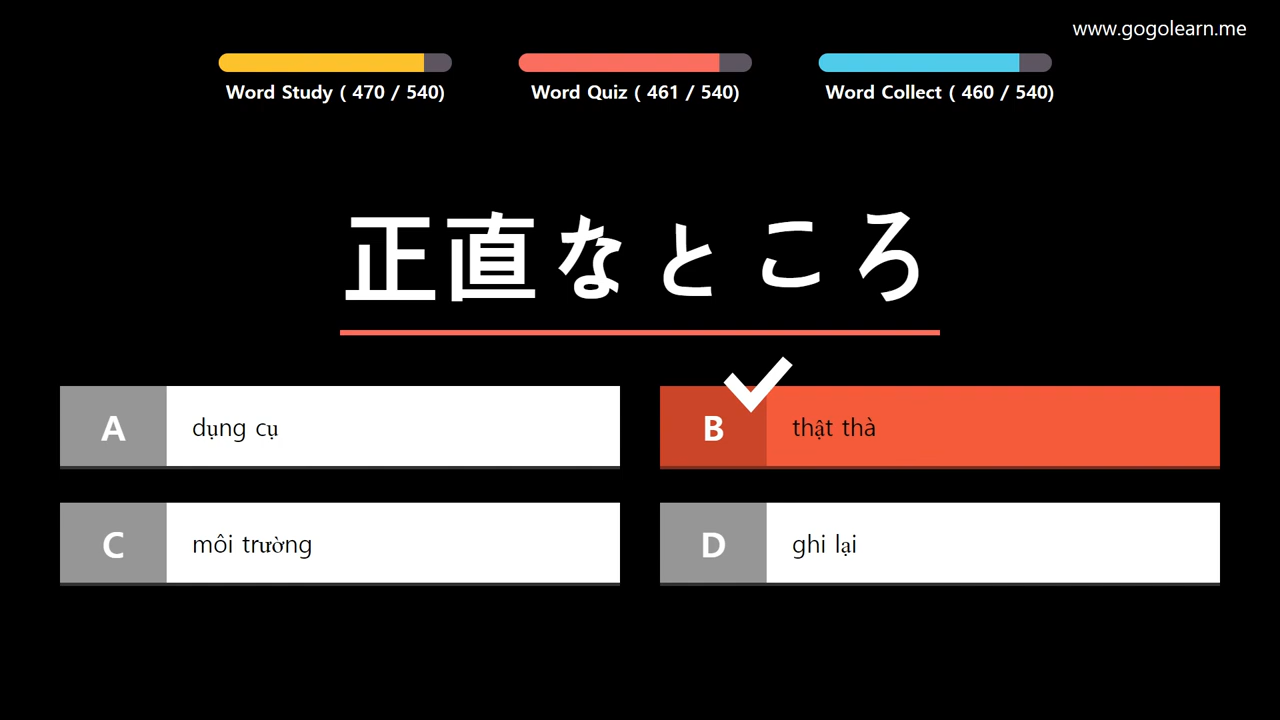 www.gogolearn.me
Word Study ( 470 / 540)
Word Quiz ( 461 / 540)
Word Collect ( 460 / 540)
正直なところ
A dụng cụ
B thật thà
C môi trường
D ghi lại